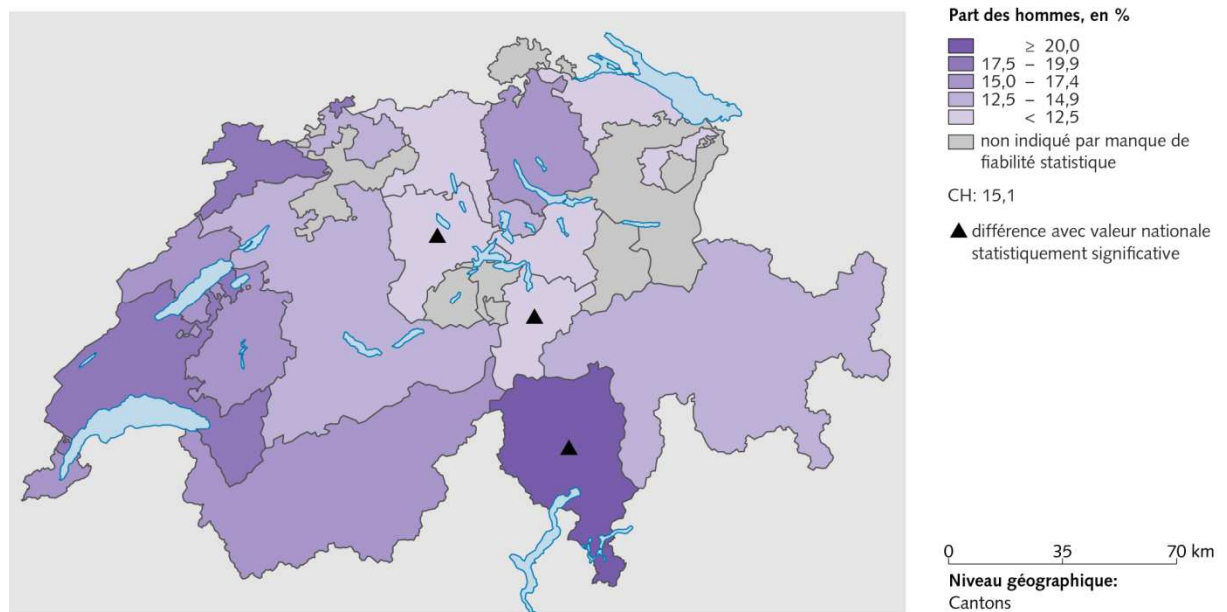 Part des hommes, en %
≥ 20,0
17,5 – 19,9
15,0 – 17,4
12,5 – 14,9
< 12,5
non indiqué par manque de
fiabilité statistique
CH: 15,1
▲ différence avec valeur nationale
statistiquement significative
0 35 70 km
Niveau géographique:
Cantons